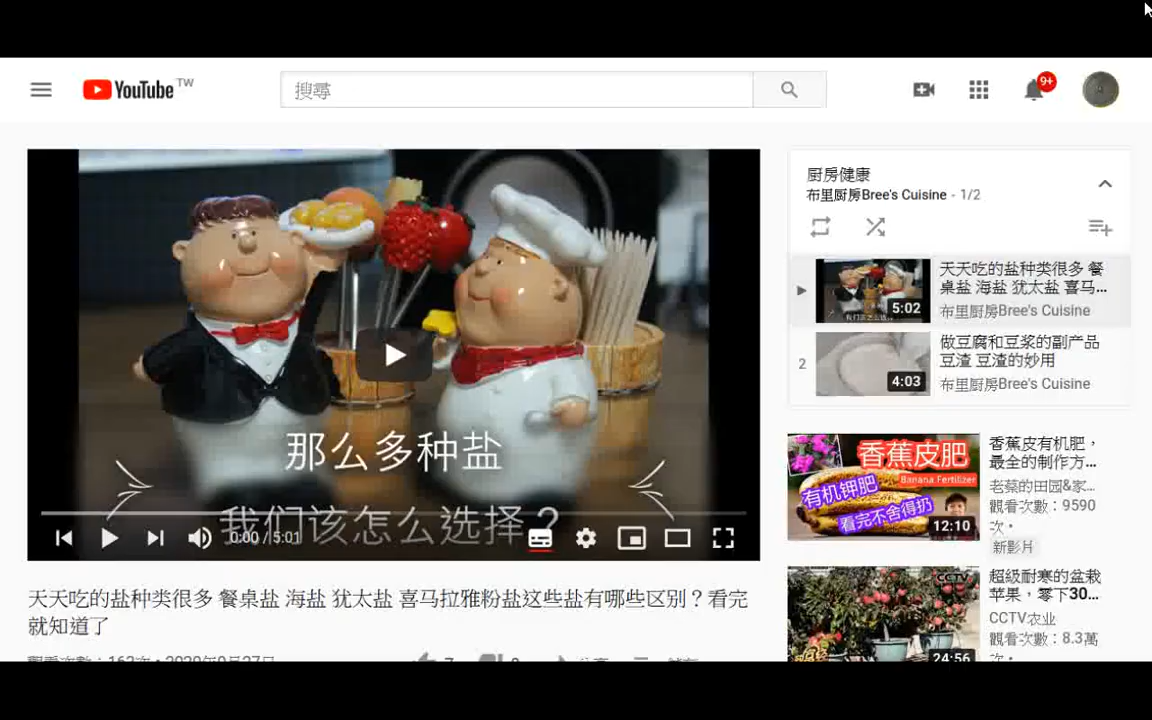 YouTube TW
搜尋
9+
那么多种盐
我们该怎么选择？
0:00 / 5:01
天天吃的盐种类很多 餐桌盐 海盐 犹太盐 喜马拉雅粉盐这些盐有哪些区别？看完
就知道了
厨房健康
布里厨房Bree's Cuisine - 1/2
天天吃的盐种类很多 餐
桌盐 海盐 犹太盐 喜马...
布里厨房Bree's Cuisine
5:02
2
做豆腐和豆浆的副产品
豆渣 豆渣的妙用
布里厨房Bree's Cuisine
4:03
香蕉皮肥
Banana Fertilizer
有机钾肥
看完不舍得扔
12:10
香蕉皮有机肥，
最全的制作方...
老蔡的田园&家...
觀看次數：9590
次·
新影片
CCTV
24:56
超级耐寒的盆栽
苹果，零下30...
CCTV农业
觀看次數：8.3萬
次·